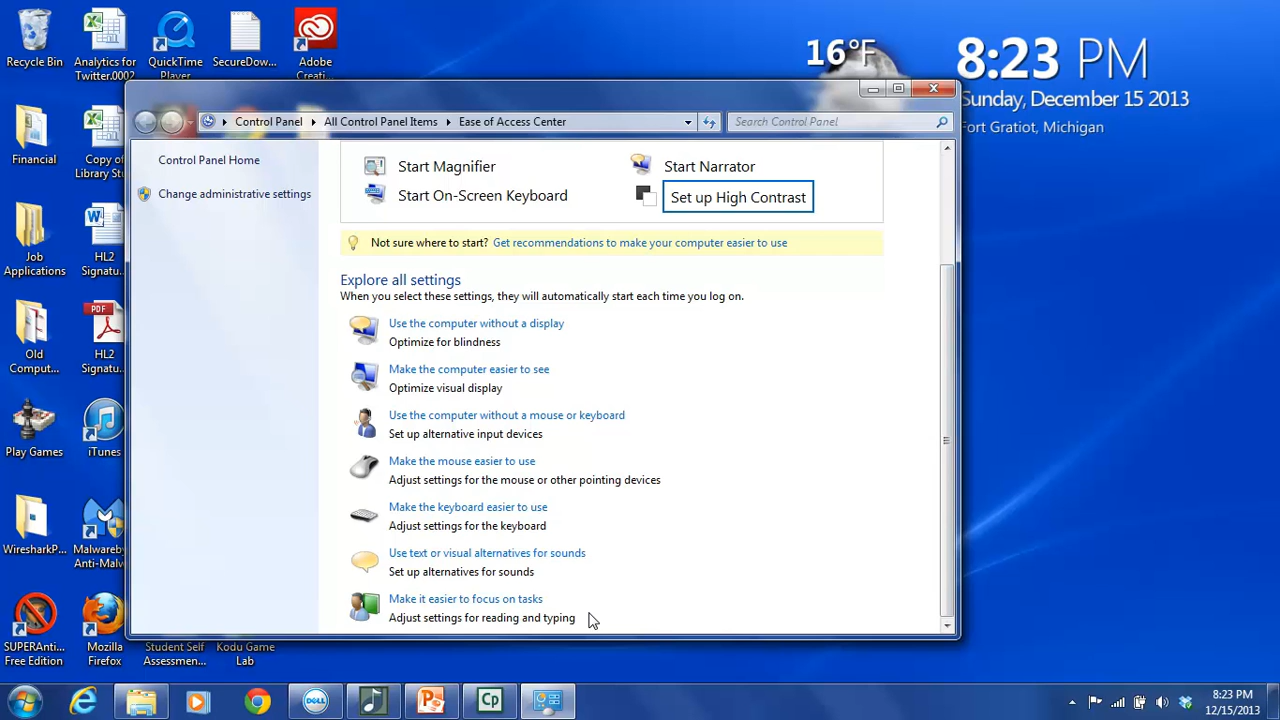 Recycle Bin
Analytics for
Twitter.0002
QuickTime
Player
SecureDow...
Adobe
Creati...
16°F
8:23 PM
Sunday, December 15 2013
Fort Gratiot, Michigan
Control Panel
All Control Panel Items
Ease of Access Center
Search Control Panel
Control Panel Home
Change administrative settings
Start Magnifier
Start Narrator
Start On-Screen Keyboard
Set up High Contrast
Not sure where to start? Get recommendations to make your computer easier to use
Explore all settings
When you select these settings, they will automatically start each time you log on.
Use the computer without a display
Optimize for blindness
Make the computer easier to see
Optimize visual display
Use the computer without a mouse or keyboard
Set up alternative input devices
Make the mouse easier to use
Adjust settings for the mouse or other pointing devices
Make the keyboard easier to use
Adjust settings for the keyboard
Use text or visual alternatives for sounds
Set up alternatives for sounds
Make it easier to focus on tasks
Adjust settings for reading and typing
Financial
Copy of
Library Stu
Job
Applications
HL2
Signatu...
Old
Comput...
PDF
HL2
Signatu...
Play Games
iTunes
WiresharkP...
Malwareby
Anti-Malw
SUPERAnti...
Free Edition
Mozilla
Firefox
Student Self
Assessmen...
Kodu Game
Lab
DELL
Cp
8:23 PM
12/15/2013